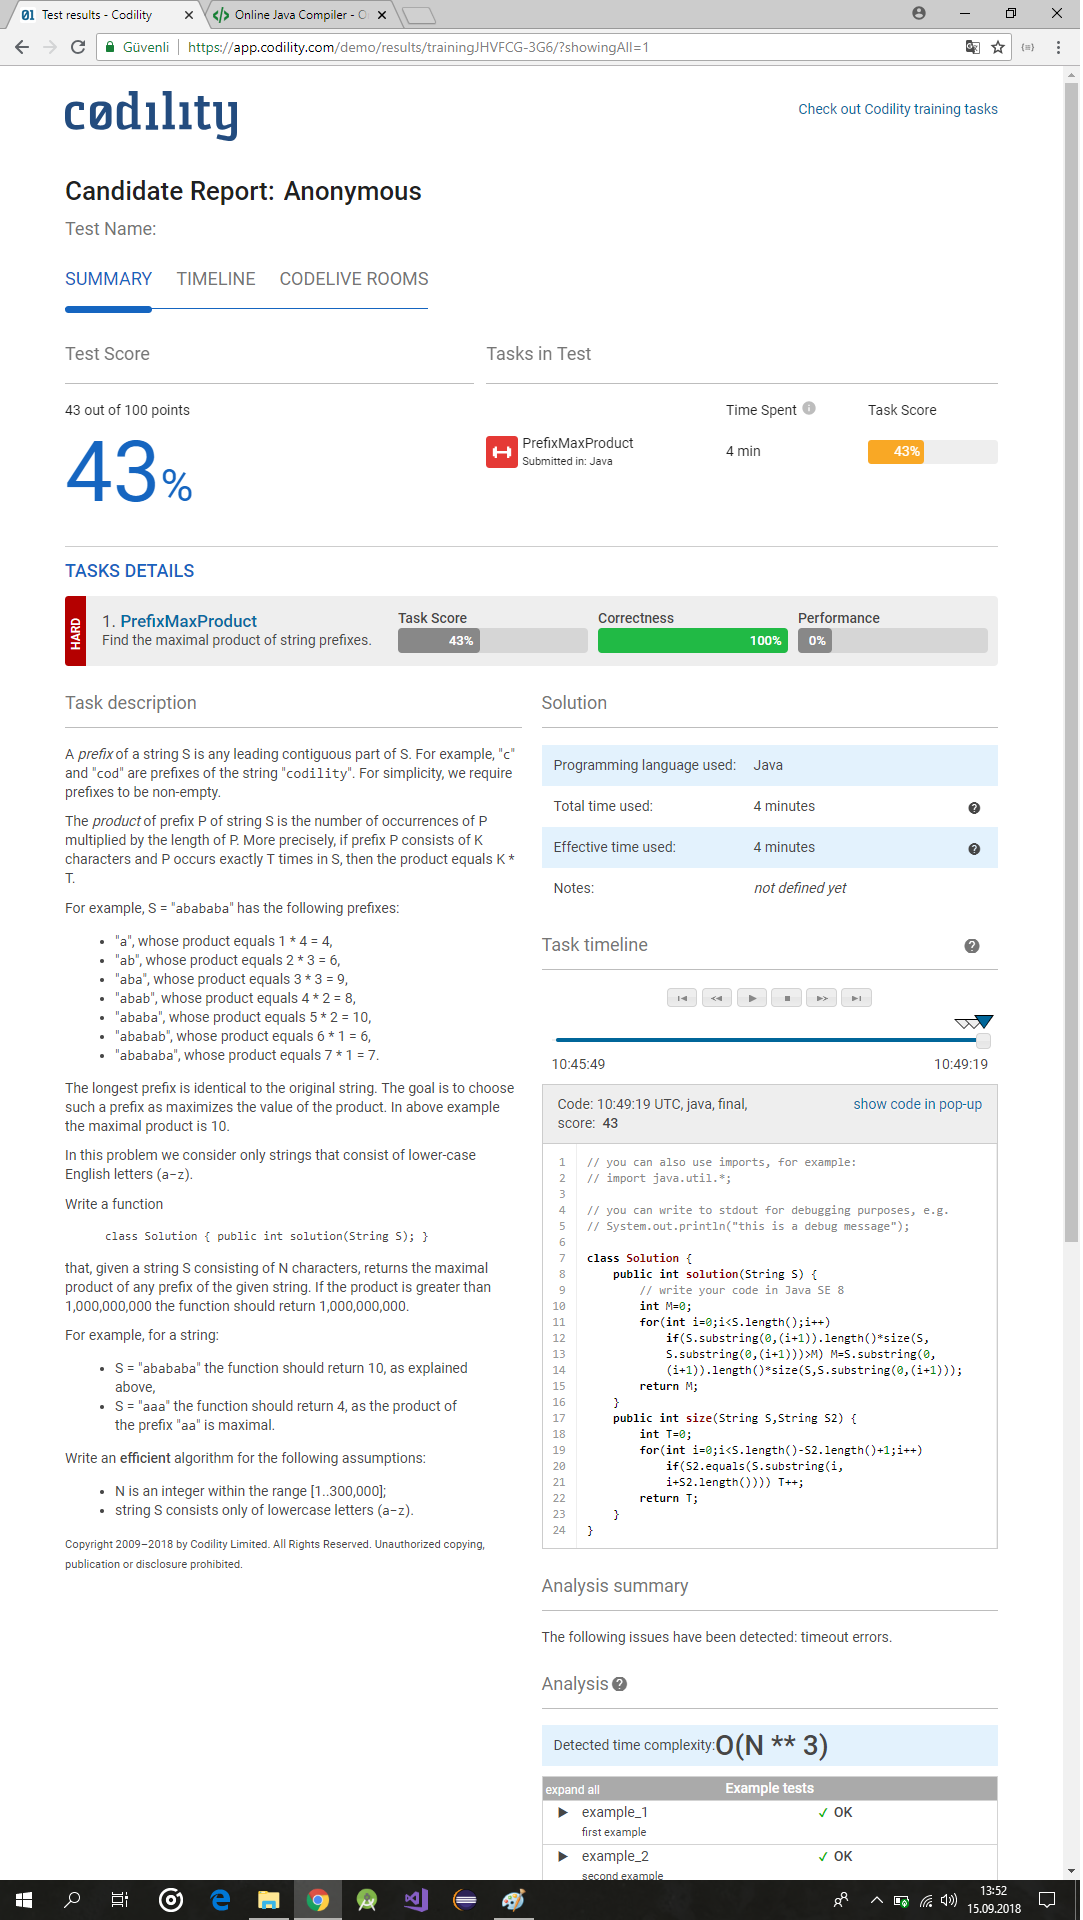 Test results - Codility
Online Java Compiler - O
Güvenli
https://app.codility.com/demo/results/trainingJHVFCG-3G6/?showingAll=1
codility
Check out Codility training tasks
Candidate Report: Anonymous
Test Name:
SUMMARY TIMELINE CODELIVE ROOMS
Test Score
Tasks in Test
43 out of 100 points
43%
Time Spent
Task Score
PrefixMaxProduct
Submitted in: Java
4 min
43%
TASKS DETAILS
HARD
1. PrefixMaxProduct
Find the maximal product of string prefixes.
Task Score
43%
Correctness
100%
Performance
0%
Task description
A prefix of a string S is any leading contiguous part of S. For example, "c"
and "cod" are prefixes of the string "codility". For simplicity, we require
prefixes to be non-empty.
The product of prefix P of string S is the number of occurrences of P
multiplied by the length of P. More precisely, if prefix P consists of K
characters and P occurs exactly T times in S, then the product equals K *
T.
For example, S = "abababa" has the following prefixes:
• "a", whose product equals 1 * 4 = 4,
• "ab", whose product equals 2 * 3 = 6,
• "aba", whose product equals 3 * 3 = 9,
• "abab", whose product equals 4 * 2 = 8,
• "ababa", whose product equals 5 * 2 = 10,
• "ababab", whose product equals 6 * 1 = 6,
• "abababa", whose product equals 7 * 1 = 7.
The longest prefix is identical to the original string. The goal is to choose
such a prefix as maximizes the value of the product. In above example
the maximal product is 10.
In this problem we consider only strings that consist of lower-case
English letters (a-z).
Write a function
class Solution { public int solution(String S); }
that, given a string S consisting of N characters, returns the maximal
product of any prefix of the given string. If the product is greater than
1,000,000,000 the function should return 1,000,000,000.
For example, for a string:
• S = "abababa" the function should return 10, as explained
above,
• S = "aaa" the function should return 4, as the product of
the prefix "aa" is maximal.
Write an efficient algorithm for the following assumptions:
• N is an integer within the range [1..300,000];
• string S consists only of lowercase letters (a-z).
Copyright 2009–2018 by Codility Limited. All Rights Reserved. Unauthorized copying,
publication or disclosure prohibited.
Solution
Programming language used: Java
Total time used: 4 minutes
Effective time used: 4 minutes
Notes: not defined yet
Task timeline
10:45:49
10:49:19
Code: 10:49:19 UTC, java, final,
score: 43
show code in pop-up
1 // you can also use imports, for example:
2 // import java.util.*;
3
4 // you can write to stdout for debugging purposes, e.g.
5 // System.out.println("this is a debug message");
6
7 class Solution {
8 public int solution(String S) {
9 // write your code in Java SE 8
10 int M=0;
11 for(int i=0;i<S.length();i++)
12 if(S.substring(0,(i+1)).length()*size(S,
13 S.substring(0,(i+1)))>M) M=S.substring(0,
14 (i+1)).length()*size(S,S.substring(0,(i+1)));
15 return M;
16 }
17 public int size(String S,String S2) {
18 int T=0;
19 for(int i=0;i<S.length()-S2.length()+1;i++)
20 if(S2.equals(S.substring(i,
21 i+S2.length()))) T++;
22 return T;
23 }
24 }
Analysis summary
The following issues have been detected: timeout errors.
Analysis
Detected time complexity: O(N ** 3)
expand all Example tests
example_1 ✓ OK
first example
example_2 ✓ OK
second example
13:52
15.09.2018